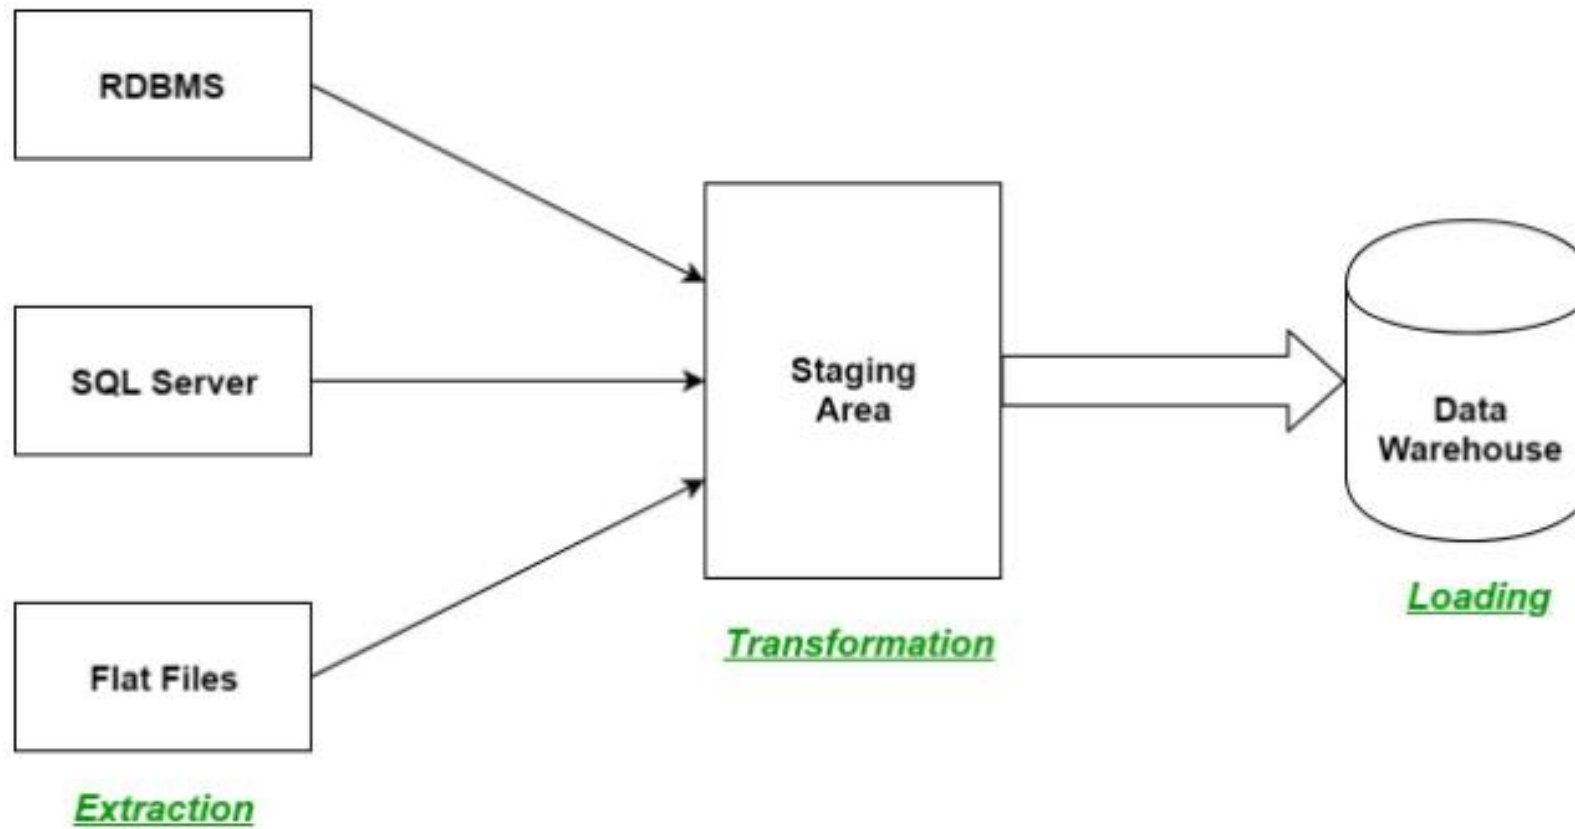 RDBMS
SQL Server
Flat Files
Extraction
Staging
Area
Transformation
Data
Warehouse
Loading